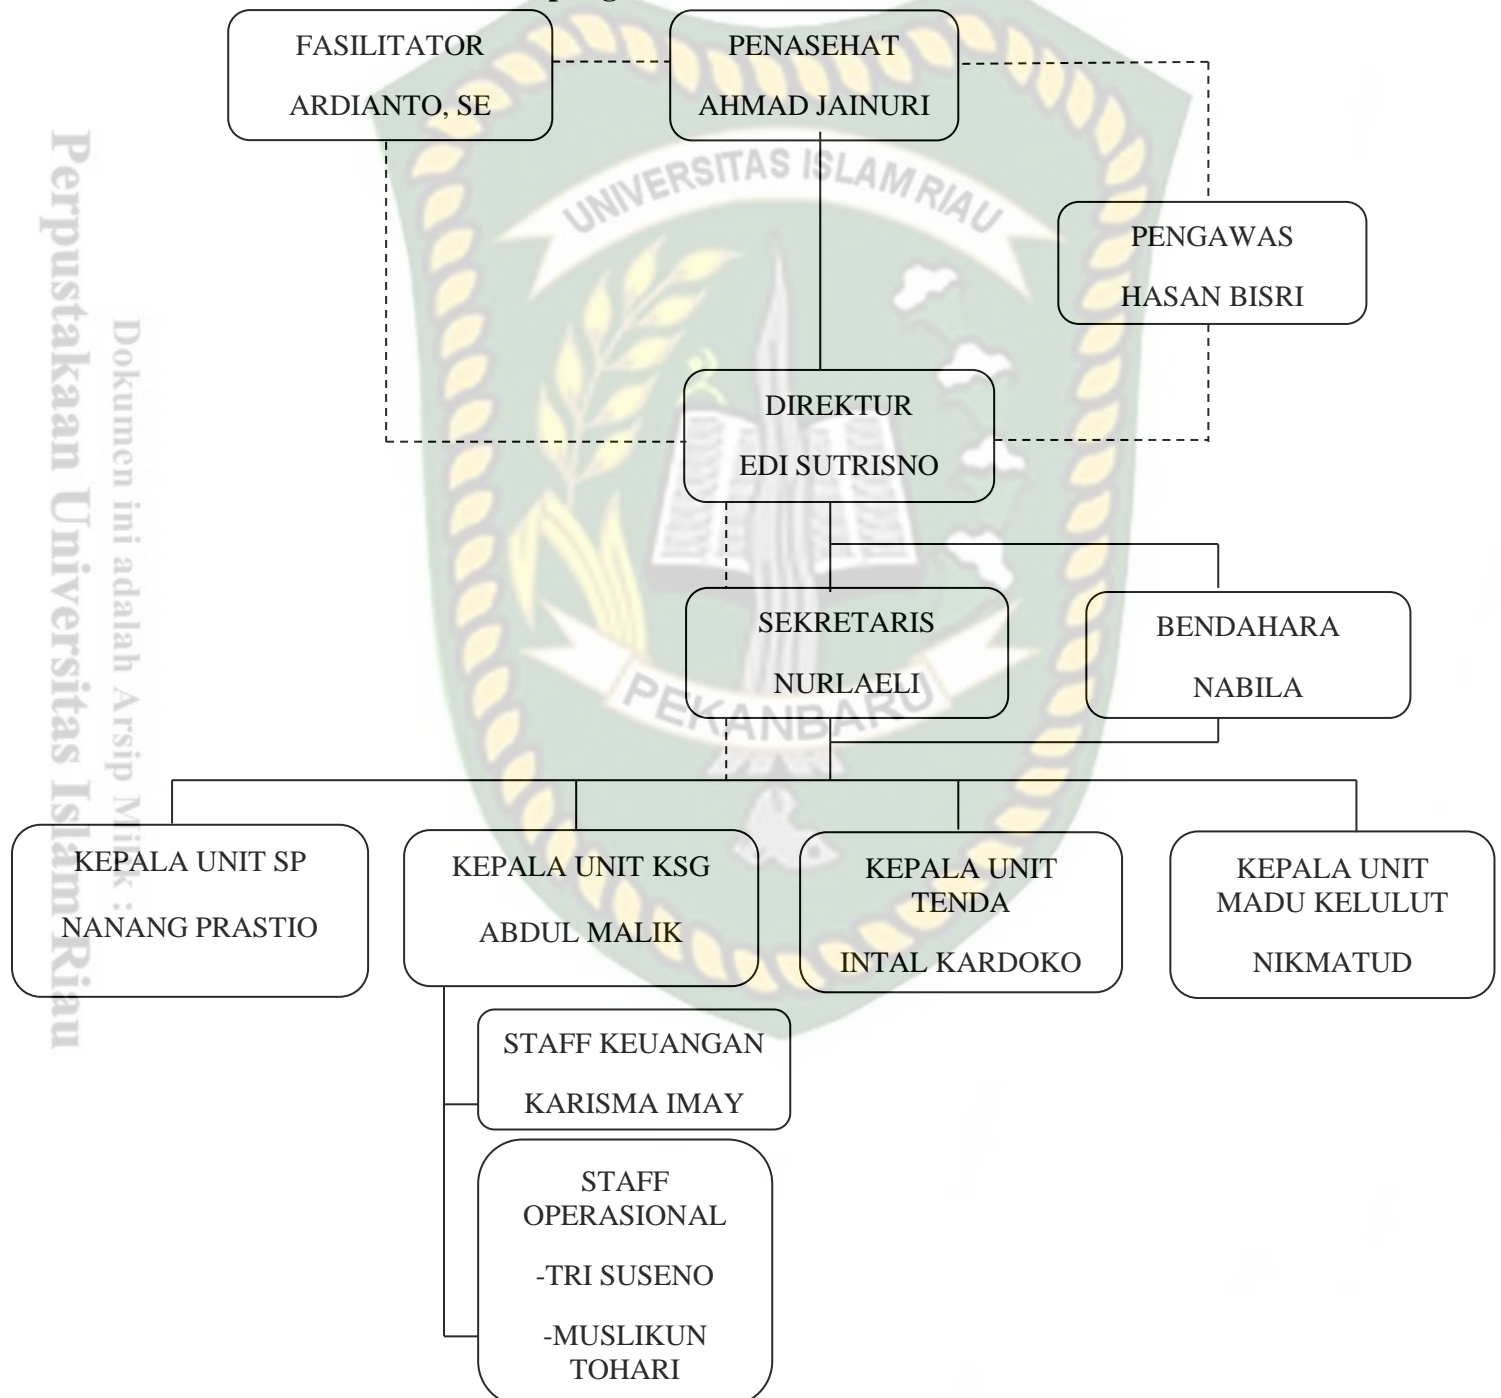 FASILITATOR
ARDIANTO, SE
PENASEHAT
AHMAD JAINURI
PENGAWAS
HASAN BISRI
DIREKTUR
EDI SUTRISNO
SEKRETARIS
NURLAELI
BENDAHARA
NABILA
KEPALA UNIT SP
NANANG PRASTIO
KEPALA UNIT KSG
ABDUL MALIK
KEPALA UNIT
TENDA
INTAL KARDOKO
KEPALA UNIT
MADU KELULUT
NIKMATUD
STAFF KEUANGAN
KARISMA IMAY
STAFF
OPERASIONAL
-TRI SUSENO
-MUSLIKUN
TOHARI
UNIVERSITAS ISLAM RIAU
PEKANBARU
Dokumen ini adalah Arsip Milik :
Perpustakaan Universitas Islam Riau